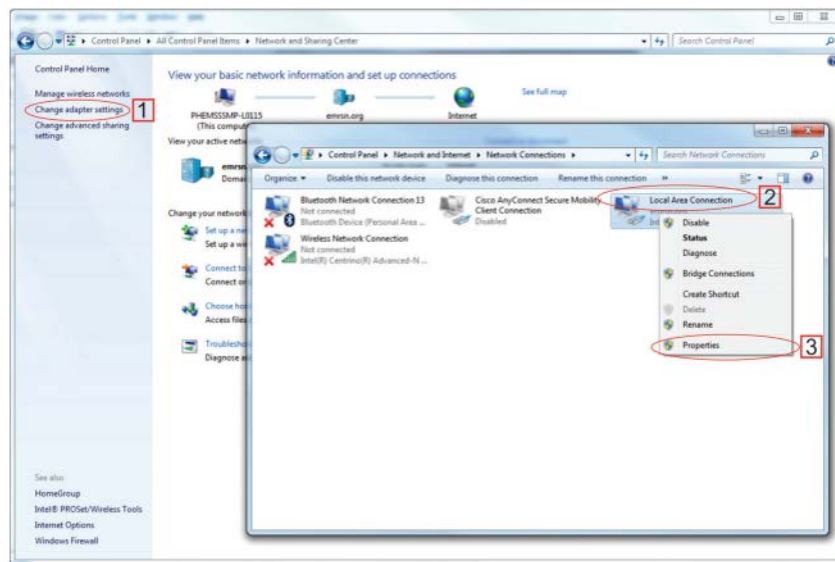 Control Panel ▸ All Control Panel Items ▸ Network and Sharing Center
Search Control Panel
Control Panel Home
Manage wireless networks
Change adapter settings
1
Change advanced sharing
settings
See also
HomeGroup
Intel® PROSet/Wireless Tools
Internet Options
Windows Firewall
View your basic network information and set up connections
PHEMSSSMP-L0115
(This comput
emrsn.org
Internet
See full map
View your active netw
emrsn
Domai
Change your network
Set up a ne
Set up a wir
Connect to
Connect or
Choose ho
Access files
Troublesho
Diagnose an
Control Panel ▸ Network and Internet ▸ Network Connections ▸
Search Network Connections
Organize
Disable this network device
Diagnose this connection
Rename this connection
»
Bluetooth Network Connection 13
Not connected
Bluetooth Device (Personal Area ...
Cisco AnyConnect Secure Mobility
Client Connection
Disabled
Local Area Connection
2
Wireless Network Connection
Not connected
Intel(R) Centrino(R) Advanced-N ...
Disable
Status
Diagnose
Bridge Connections
Create Shortcut
Delete
Rename
Properties
3